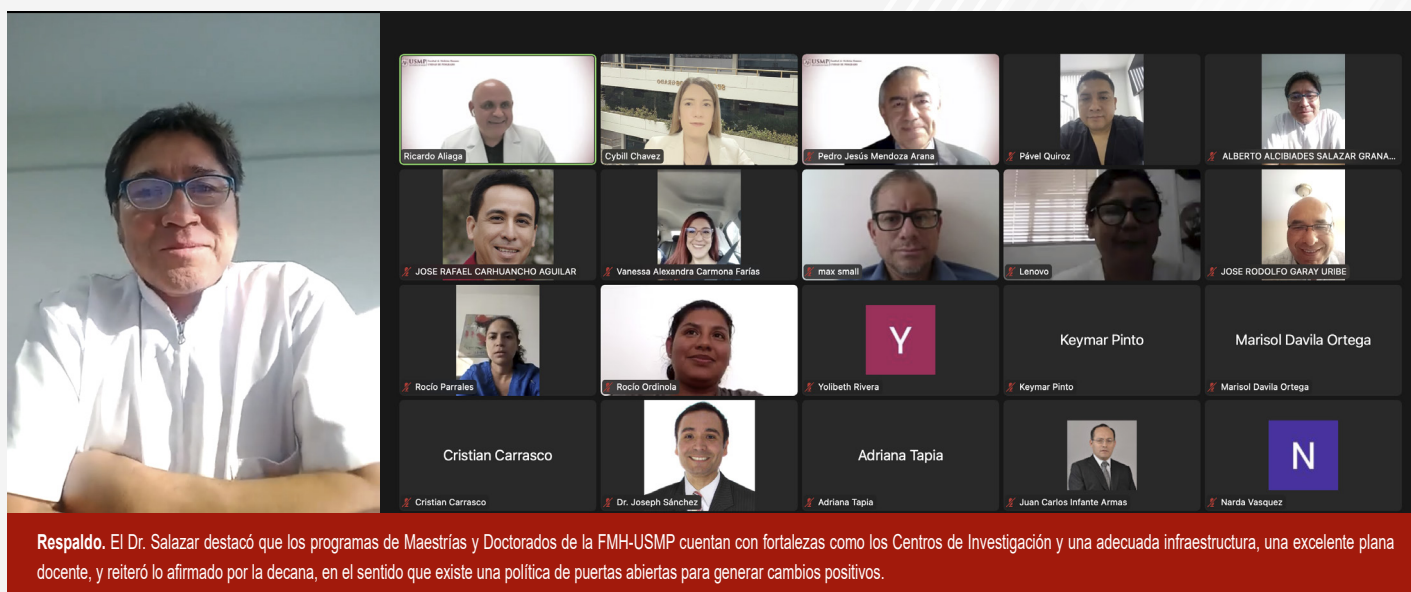 USMP
USMP
Ricardo Aliaga
Cybill Chavez
Pedro Jesús Mendoza Arana
Pável Quiroz
ALBERTO ALCIBIADES SALAZAR GRANA...
JOSE RAFAEL CARHUANCHO AGUILAR
Vanessa Alexandra Carmona Farías
max small
Lenovo
JOSE RODOLFO GARAY URIBE
Rocío Parrales
Rocío Ordinola
Y
Yolibeth Rivera
Keymar Pinto
Keymar Pinto
Marisol Davila Ortega
Marisol Davila Ortega
Cristian Carrasco
Cristian Carrasco
Dr. Joseph Sánchez
Adriana Tapia
Adriana Tapia
Juan Carlos Infante Armas
N
Narda Vasquez
Respaldo. El Dr. Salazar destacó que los programas de Maestrías y Doctorados de la FMH-USMP cuentan con fortalezas como los Centros de Investigación y una adecuada infraestructura, una excelente plana
docente, y reiteró lo afirmado por la decana, en el sentido que existe una política de puertas abiertas para generar cambios positivos.